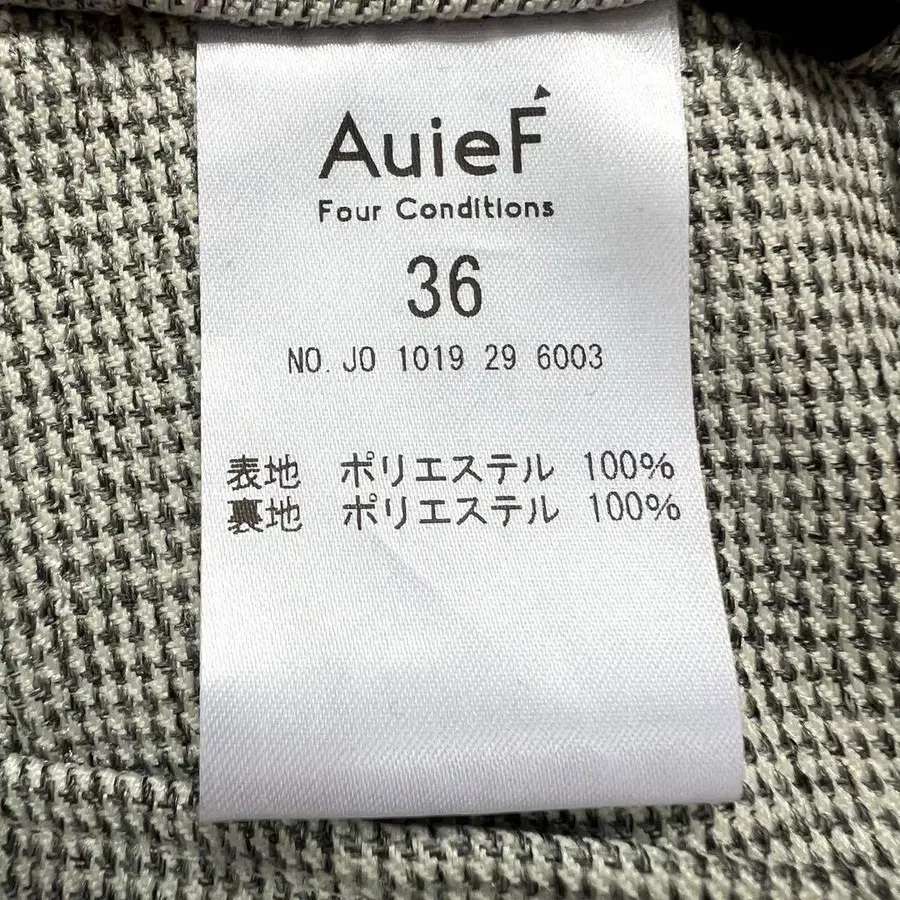 AuieF
Four Conditions
36
NO. JO 1019 29 6003
表地 ポリエステル 100%
裏地 ポリエステル 100%